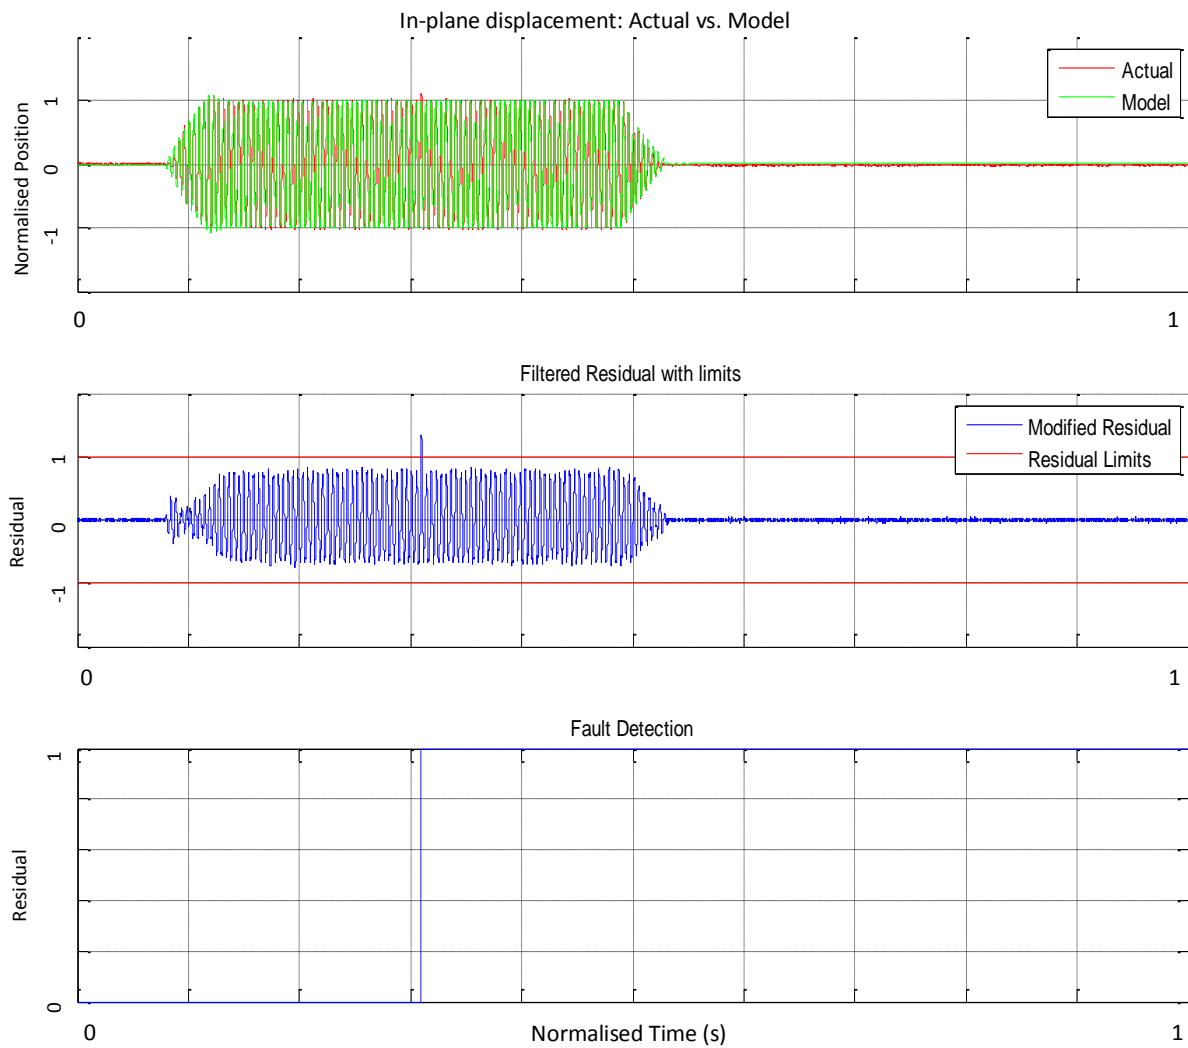 In-plane displacement: Actual vs. Model
Actual
Model
Normalised Position
1
0
-1
0
1
Filtered Residual with limits
Modified Residual
Residual Limits
Residual
1
0
-1
0
1
Fault Detection
Residual
1
0
0
Normalised Time (s)
1